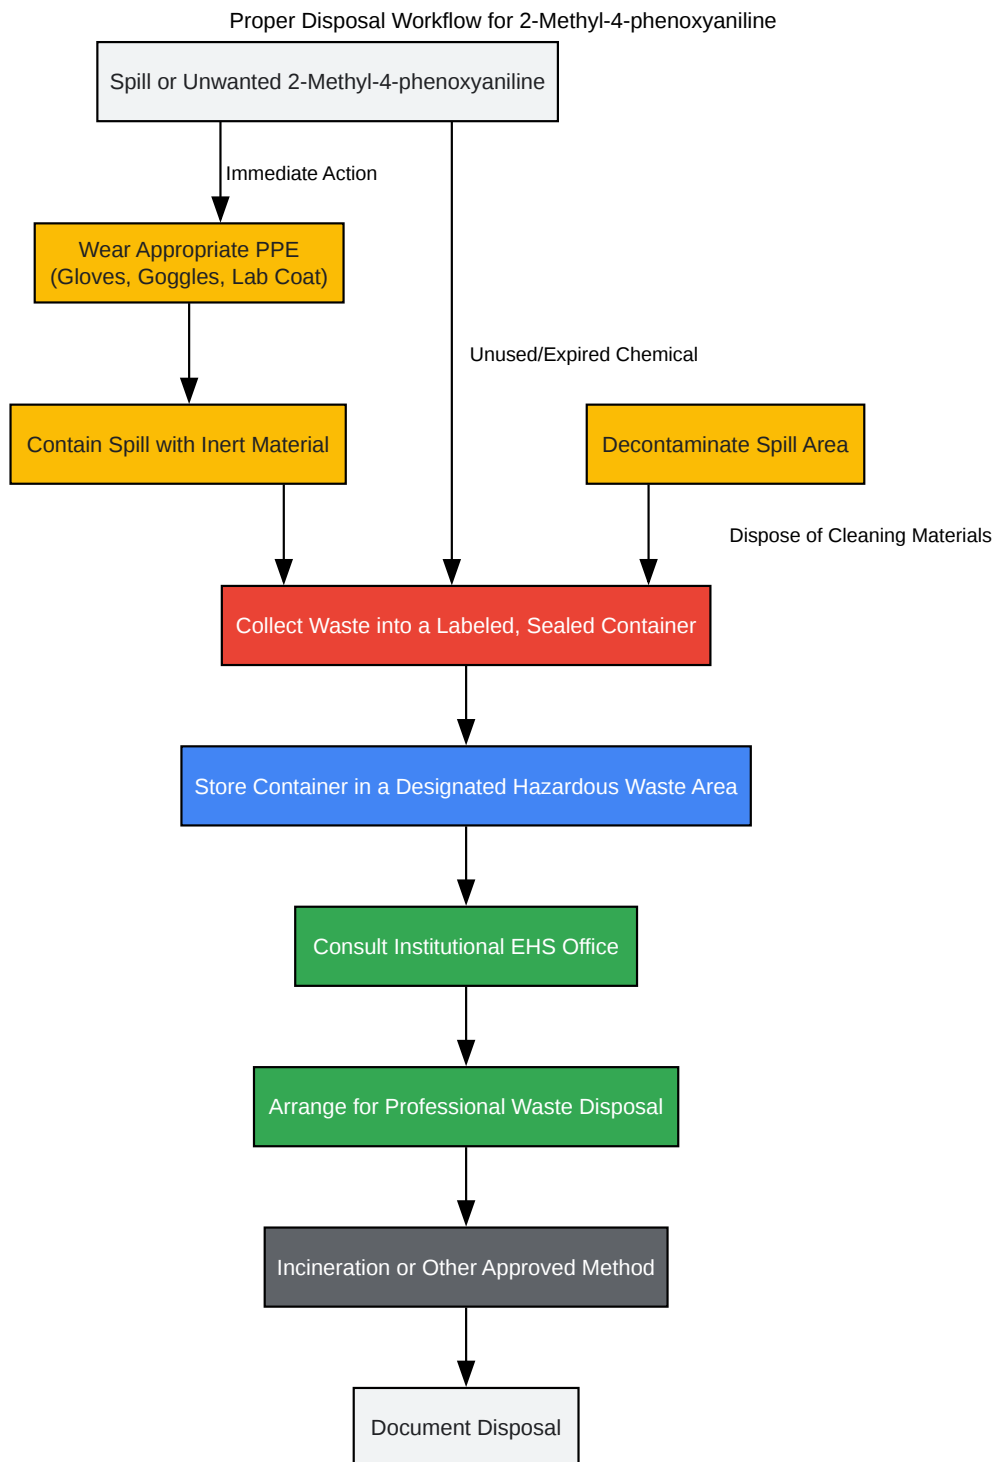 Proper Disposal Workflow for 2-Methyl-4-phenoxyaniline
Spill or Unwanted 2-Methyl-4-phenoxyaniline
Immediate Action
Wear Appropriate PPE
(Gloves, Goggles, Lab Coat)
Unused/Expired Chemical
Contain Spill with Inert Material
Decontaminate Spill Area
Dispose of Cleaning Materials
Collect Waste into a Labeled, Sealed Container
Store Container in a Designated Hazardous Waste Area
Consult Institutional EHS Office
Arrange for Professional Waste Disposal
Incineration or Other Approved Method
Document Disposal